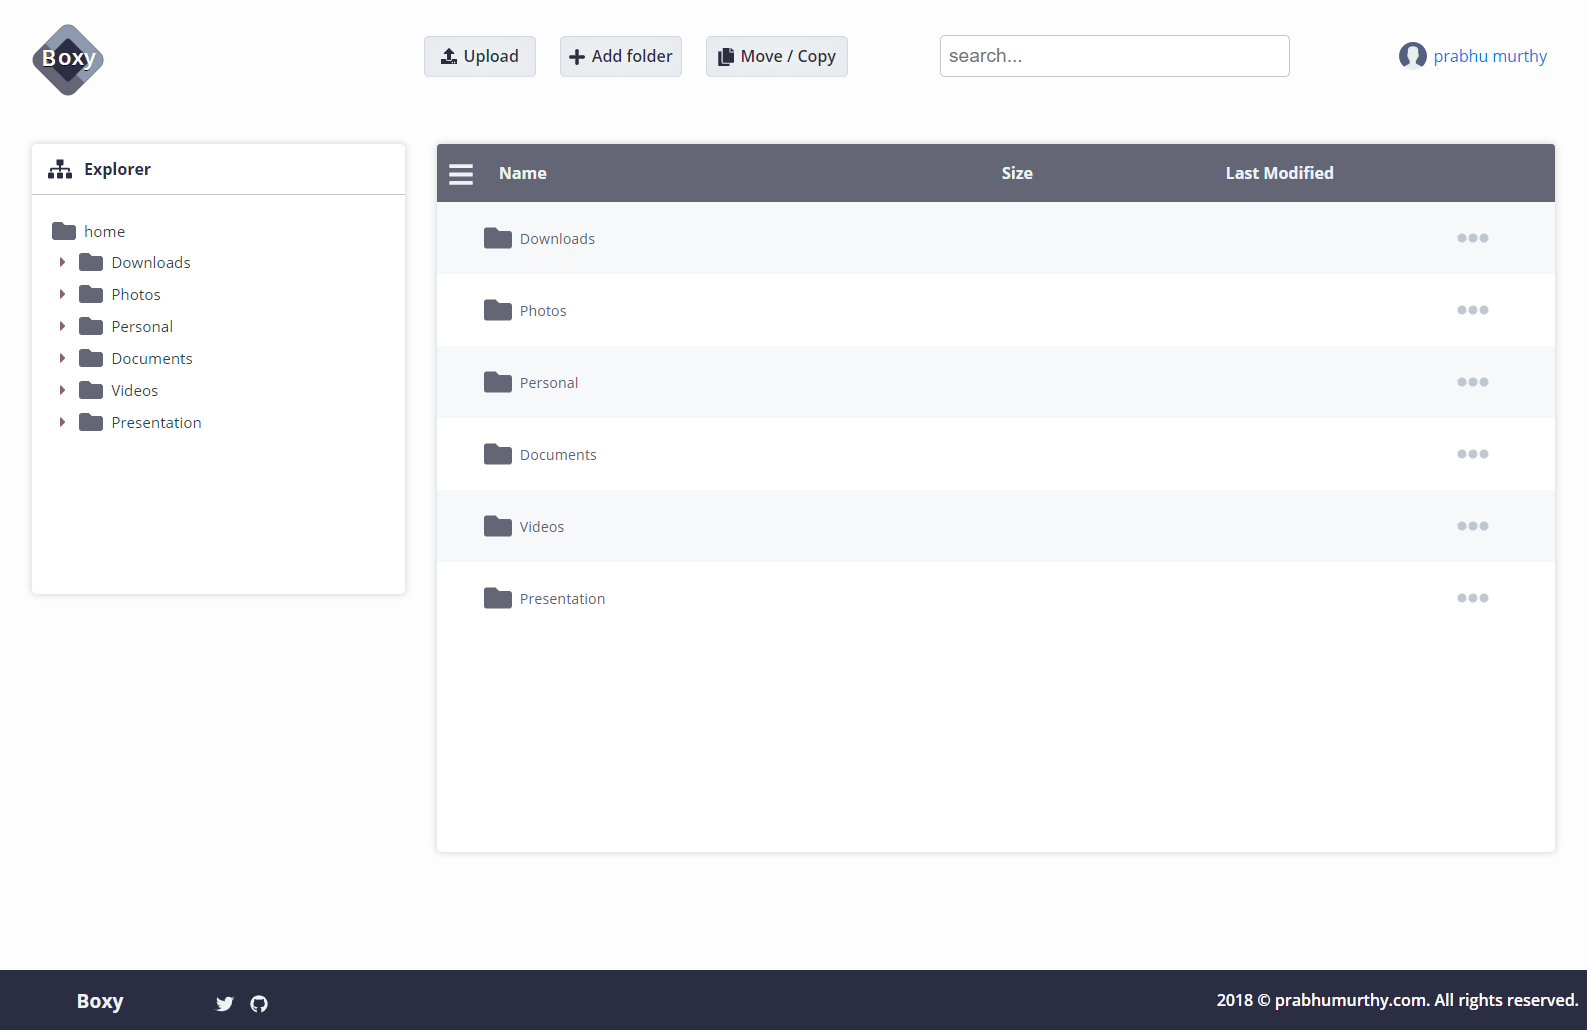 Boxy
Upload
Add folder
Move / Copy
search...
prabhu murthy
Explorer
home
Downloads
Photos
Personal
Documents
Videos
Presentation
Name Size Last Modified
Downloads
Photos
Personal
Documents
Videos
Presentation
Boxy
2018 © prabhumurthy.com. All rights reserved.